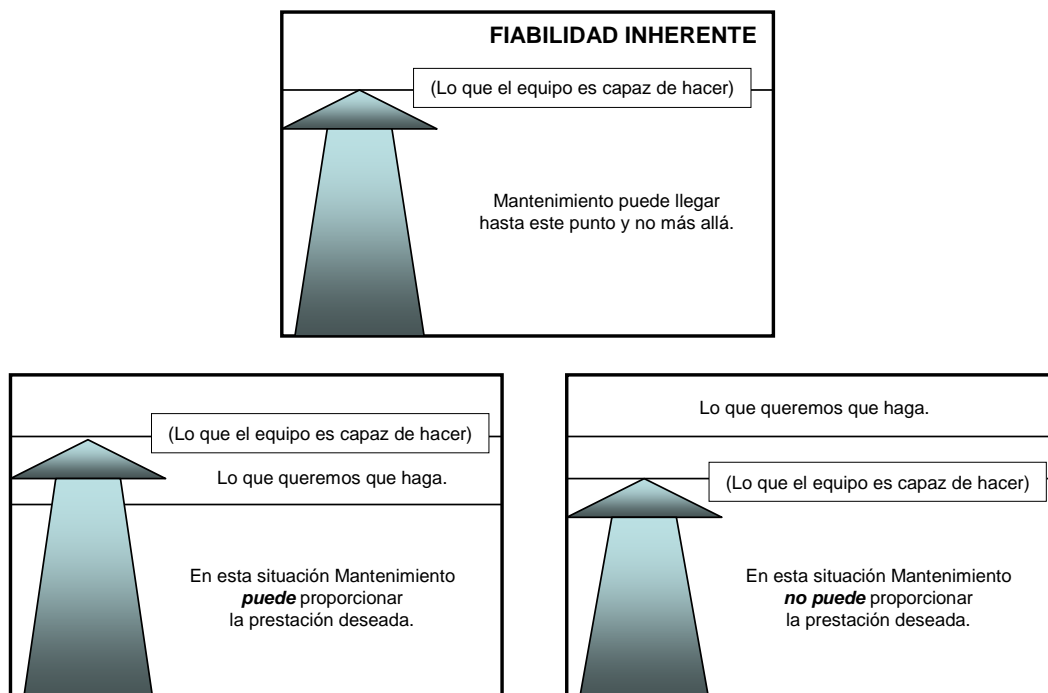 FIABILIDAD INHERENTE
(Lo que el equipo es capaz de hacer)
Mantenimiento puede llegar
hasta este punto y no más allá.
(Lo que el equipo es capaz de hacer)
Lo que queremos que haga.
En esta situación Mantenimiento
puede proporcionar
la prestación deseada.
Lo que queremos que haga.
(Lo que el equipo es capaz de hacer)
En esta situación Mantenimiento
no puede proporcionar
la prestación deseada.